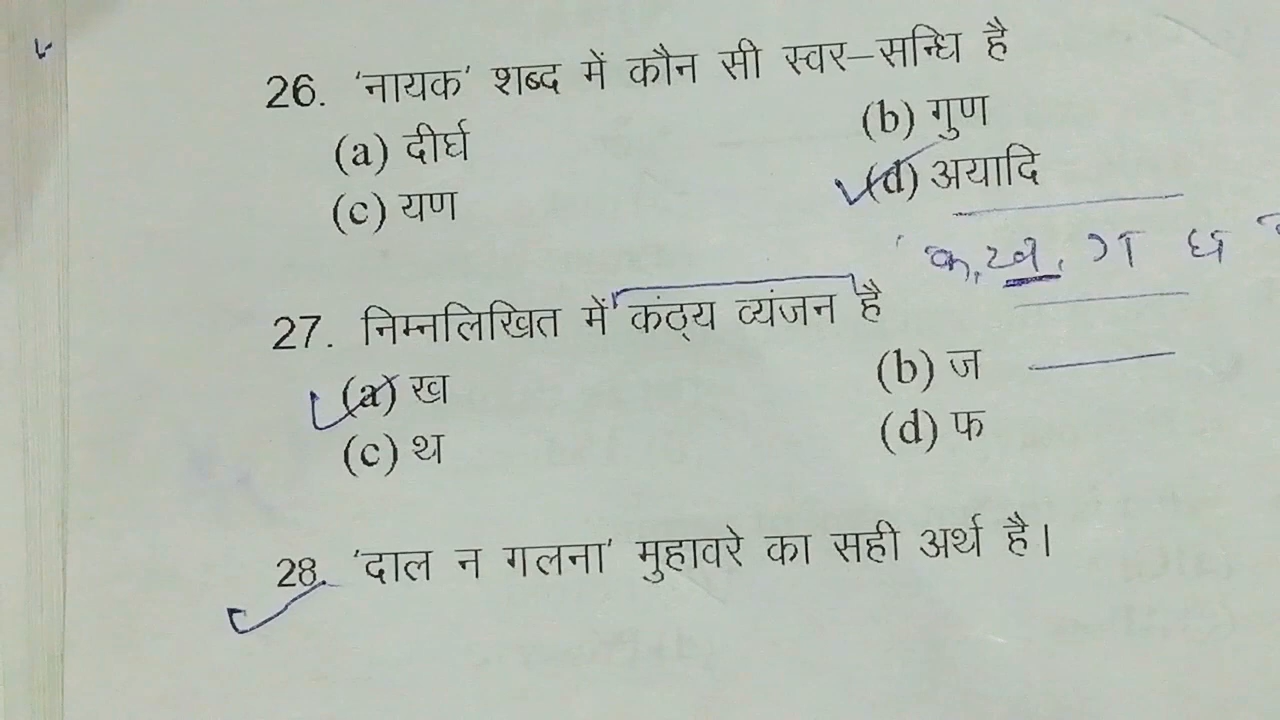 26. 'नायक' शब्द में कौन सी स्वर–सन्धि है
(a) दीर्घ (b) गुण
(c) यण (d) अयादि
क, ख, ग घ
27. निम्नलिखित में कंठ्य व्यंजन है
(a) ख (b) ज
(c) थ (d) फ
28. 'दाल न गलना' मुहावरे का सही अर्थ है।